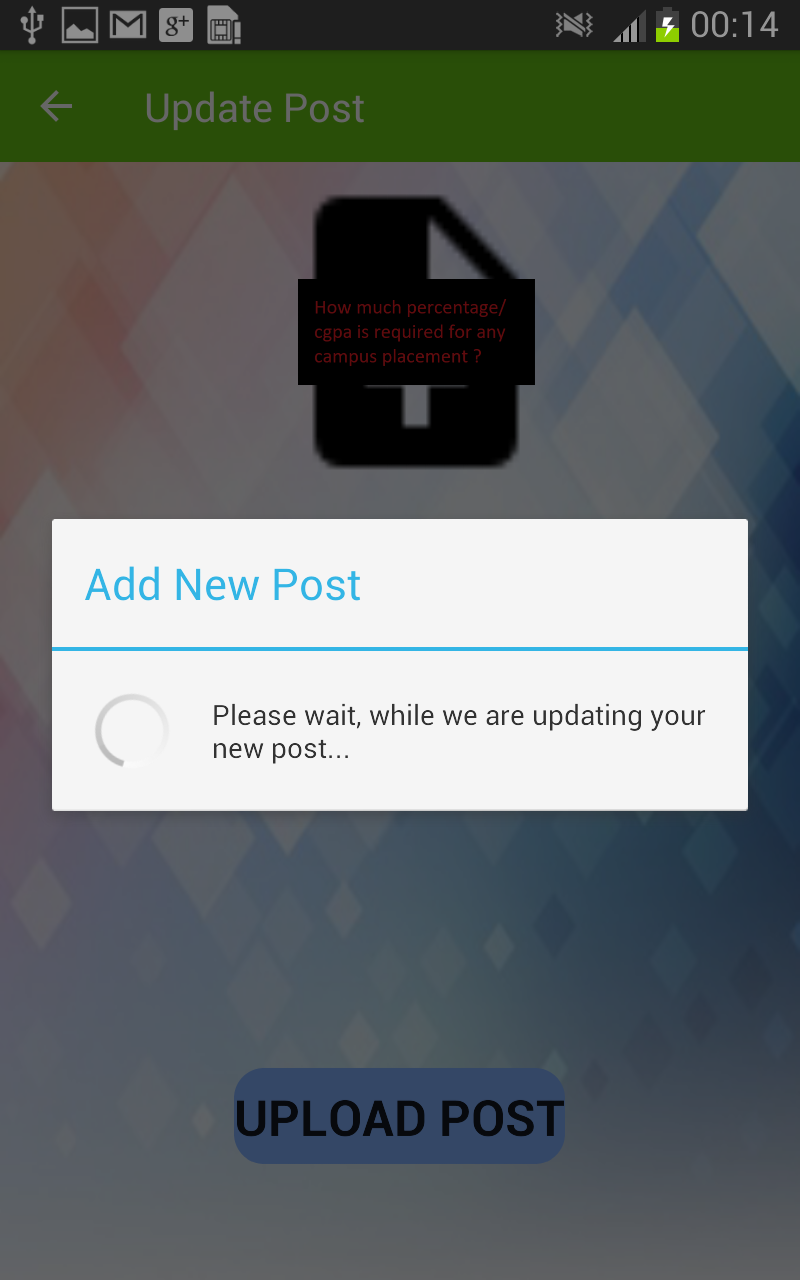 g+
00:14
Update Post
How much percentage/
cgpa is required for any
campus placement ?
Add New Post
Please wait, while we are updating your
new post...
UPLOAD POST